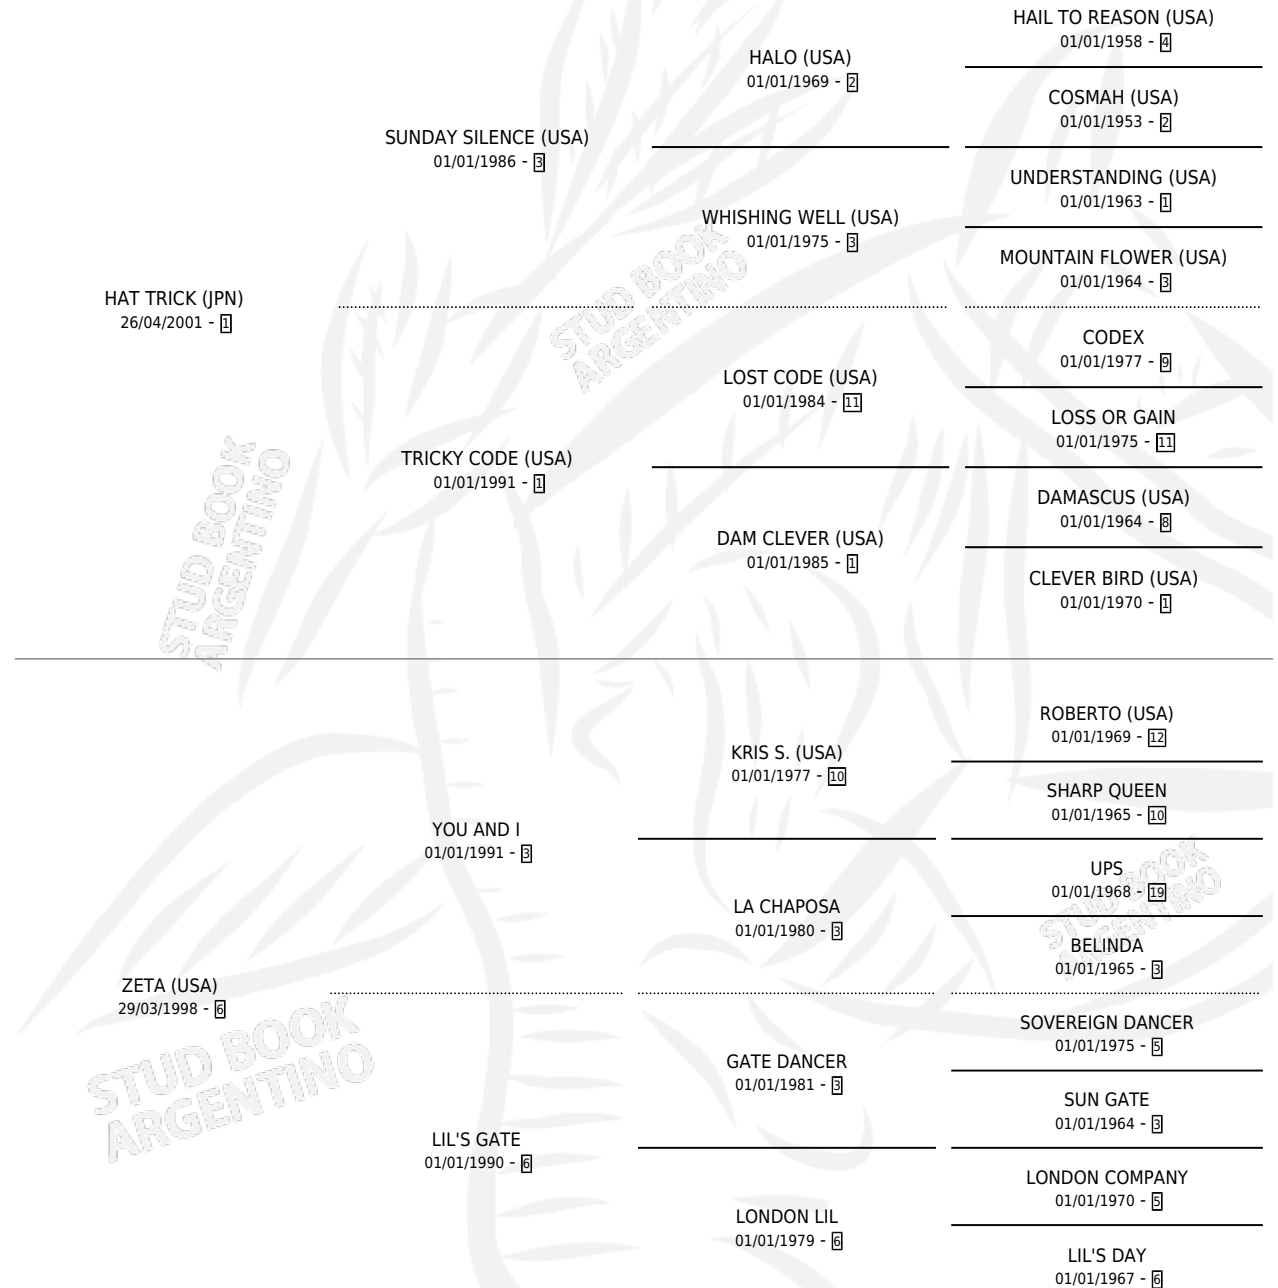 HAIL TO REASON (USA)
01/01/1958 - 4
HALO (USA)
01/01/1969 - 2
COSMAH (USA)
01/01/1953 - 2
SUNDAY SILENCE (USA)
01/01/1986 - 3
UNDERSTANDING (USA)
01/01/1963 - 1
WHISHING WELL (USA)
01/01/1975 - 3
MOUNTAIN FLOWER (USA)
01/01/1964 - 3
STUD BOOK
ARGENTINO
HAT TRICK (JPN)
26/04/2001 - 1
CODEX
01/01/1977 - 9
LOST CODE (USA)
01/01/1984 - 11
LOSS OR GAIN
01/01/1975 - 11
TRICKY CODE (USA)
01/01/1991 - 1
DAMASCUS (USA)
01/01/1964 - 8
DAM CLEVER (USA)
01/01/1985 - 1
CLEVER BIRD (USA)
01/01/1970 - 1
STUD BOOK
ARGENTINO
ROBERTO (USA)
01/01/1969 - 12
KRIS S. (USA)
01/01/1977 - 10
SHARP QUEEN
01/01/1965 - 10
YOU AND I
01/01/1991 - 3
UPS
01/01/1968 - 19
LA CHAPOSA
01/01/1980 - 3
BELINDA
01/01/1965 - 3
STUD BOOK
ARGENTINO
ZETA (USA)
29/03/1998 - 6
SOVEREIGN DANCER
01/01/1975 - 5
GATE DANCER
01/01/1981 - 3
SUN GATE
01/01/1964 - 3
STUD BOOK
ARGENTINO
LIL'S GATE
01/01/1990 - 6
LONDON COMPANY
01/01/1970 - 5
LONDON LIL
01/01/1979 - 6
LIL'S DAY
01/01/1967 - 6